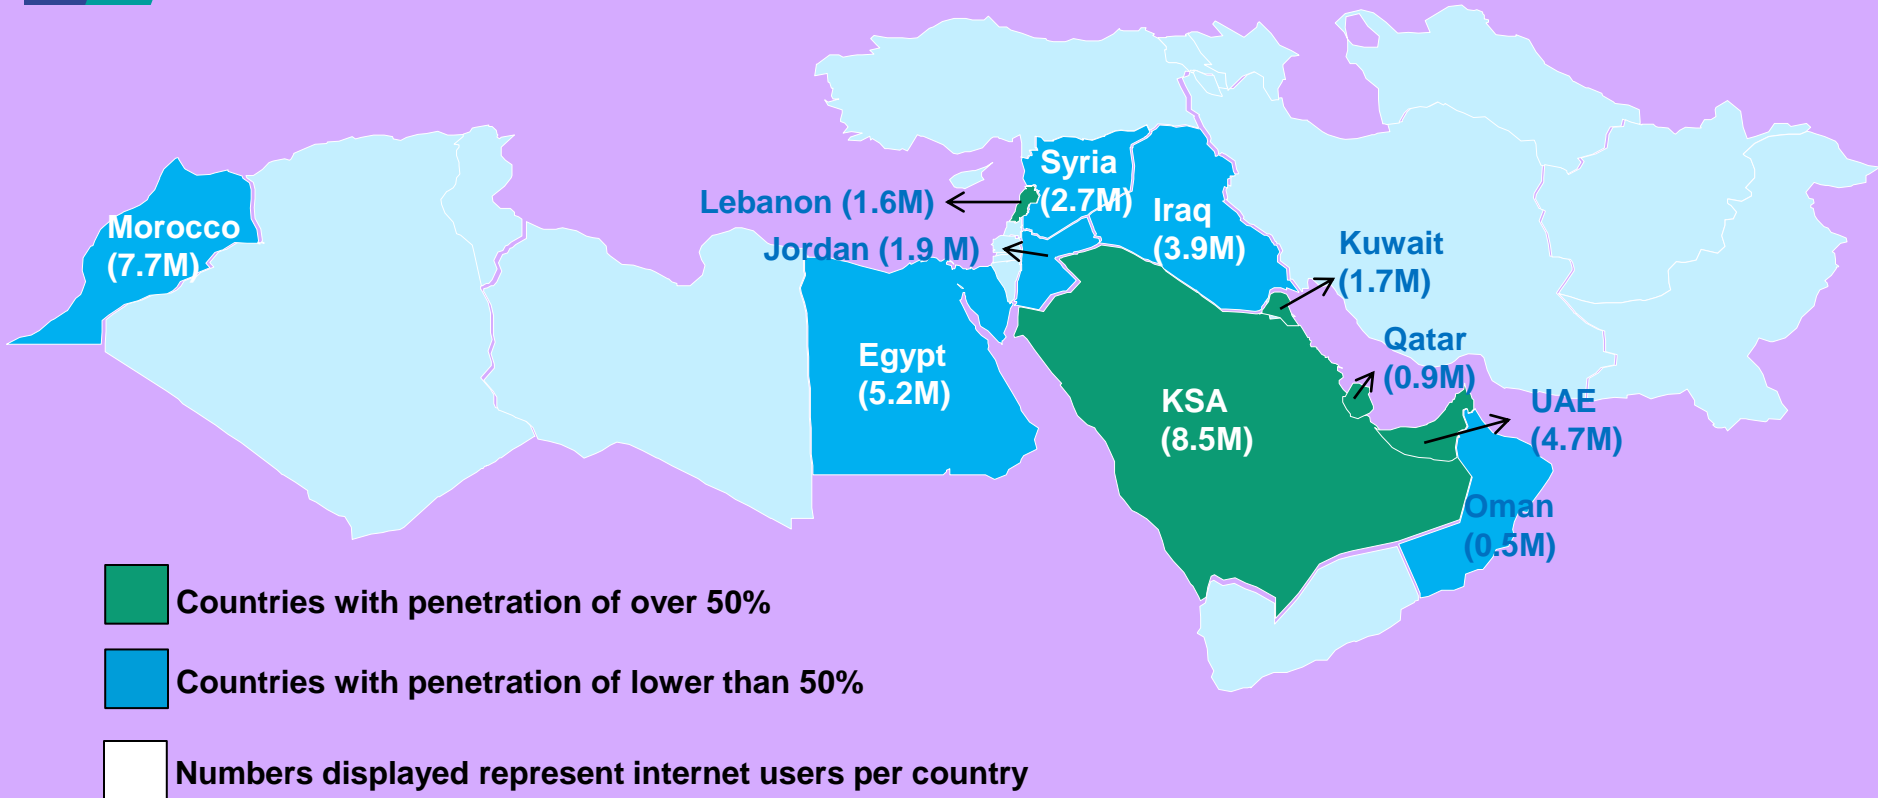 Syria
(2.7M)
Lebanon (1.6M)
Iraq
(3.9M)
Morocco
(7.7M)
Jordan (1.9 M)
Kuwait
(1.7M)
Qatar
(0.9M)
Egypt
(5.2M)
KSA
(8.5M)
UAE
(4.7M)
Oman
(0.5M)
Countries with penetration of over 50%
Countries with penetration of lower than 50%
Numbers displayed represent internet users per country